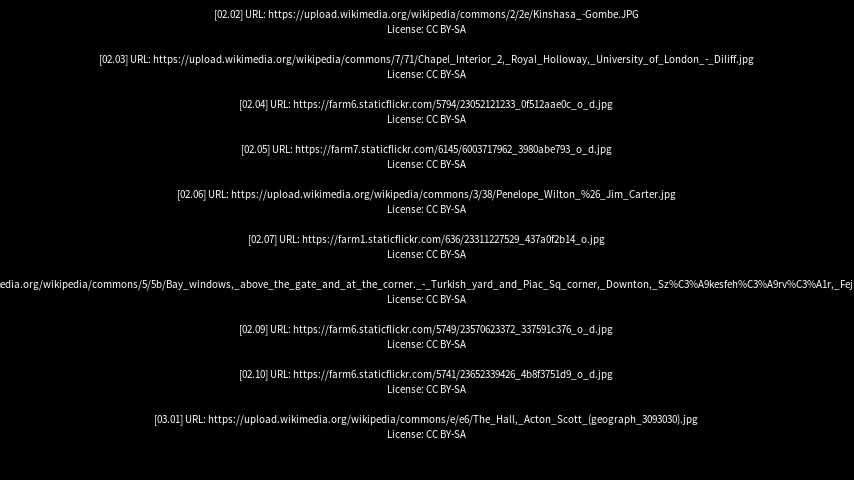 [02.02] URL: https://upload.wikimedia.org/wikipedia/commons/2/2e/Kinshasa_-Gombe.JPG
License: CC BY-SA
[02.03] URL: https://upload.wikimedia.org/wikipedia/commons/7/71/Chapel_Interior_2,_Royal_Holloway,_University_of_London_-_Diliff.jpg
License: CC BY-SA
[02.04] URL: https://farm6.staticflickr.com/5794/23052121233_0f512aae0c_o_d.jpg
License: CC BY-SA
[02.05] URL: https://farm7.staticflickr.com/6145/6003717962_3980abe793_o_d.jpg
License: CC BY-SA
[02.06] URL: https://upload.wikimedia.org/wikipedia/commons/3/38/Penelope_Wilton_%26_Jim_Carter.jpg
License: CC BY-SA
[02.07] URL: https://farm1.staticflickr.com/636/23311227529_437a0f2b14_o.jpg
License: CC BY-SA
edia.org/wikipedia/commons/5/5b/Bay_windows,_above_the_gate_and_at_the_corner._-_Turkish_yard_and_Piac_Sq_corner,_Downton,_Sz%C3%A9kesfeh%C3%A9rv%C3%A1r,_Fej
License: CC BY-SA
[02.09] URL: https://farm6.staticflickr.com/5749/23570623372_337591c376_o_d.jpg
License: CC BY-SA
[02.10] URL: https://farm6.staticflickr.com/5741/23652339426_4b8f3751d9_o_d.jpg
License: CC BY-SA
[03.01] URL: https://upload.wikimedia.org/wikipedia/commons/e/e6/The_Hall,_Acton_Scott_(geograph_3093030).jpg
License: CC BY-SA